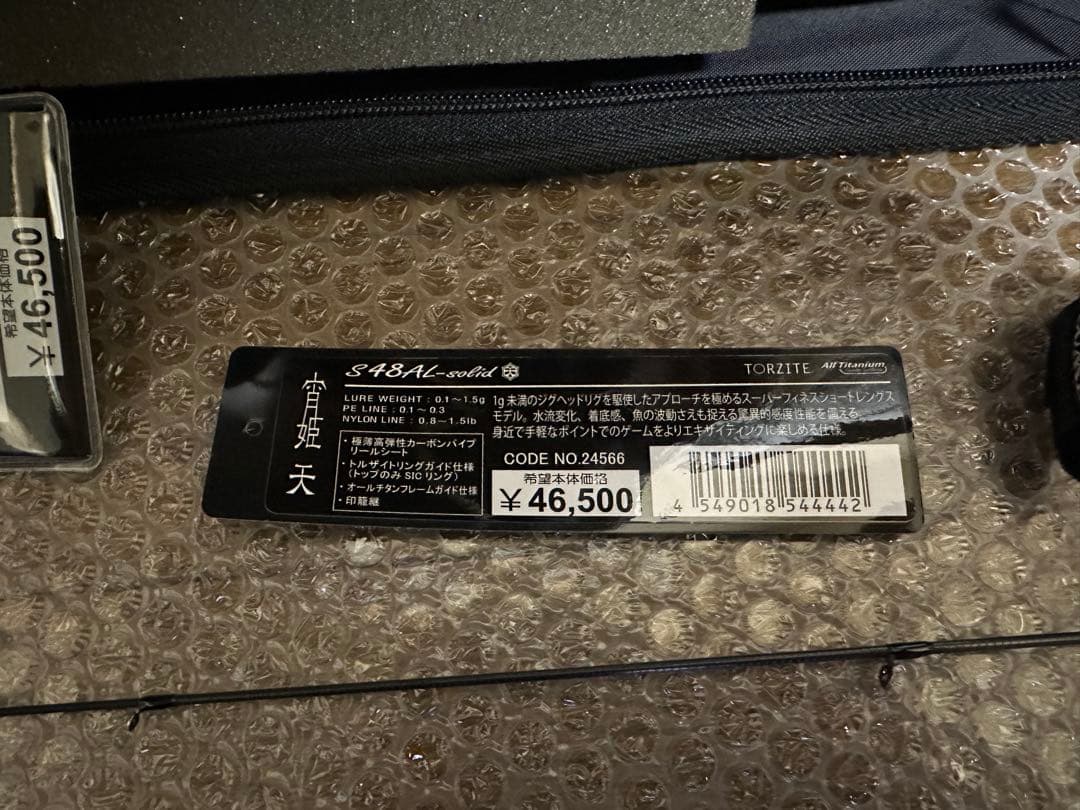 希望本体価格
¥46,500
宵姫 天
S48AL-solid 天
TORZITE
All Titanium
LURE WEIGHT : 0.1～1.5g
PE LINE : 0.1～0.3
NYLON LINE : 0.8～1.5lb
1g未満のジグヘッドリグを駆使したアプローチを極めるスーパーフィネスショートレングス
モデル。水流変化、着底感、魚の波動さえも捉える驚異的感度性能を備える。
身近で手軽なポイントでのゲームをよりエキサイティングに楽しめる仕様。
・極薄高弾性カーボンパイプ
リールシート
・トルザイトリングガイド仕様
（トップのみSICリング）
・オールチタンフレームガイド仕様
・印籠継
CODE NO.24566
希望本体価格
¥46,500
4 549018 544442